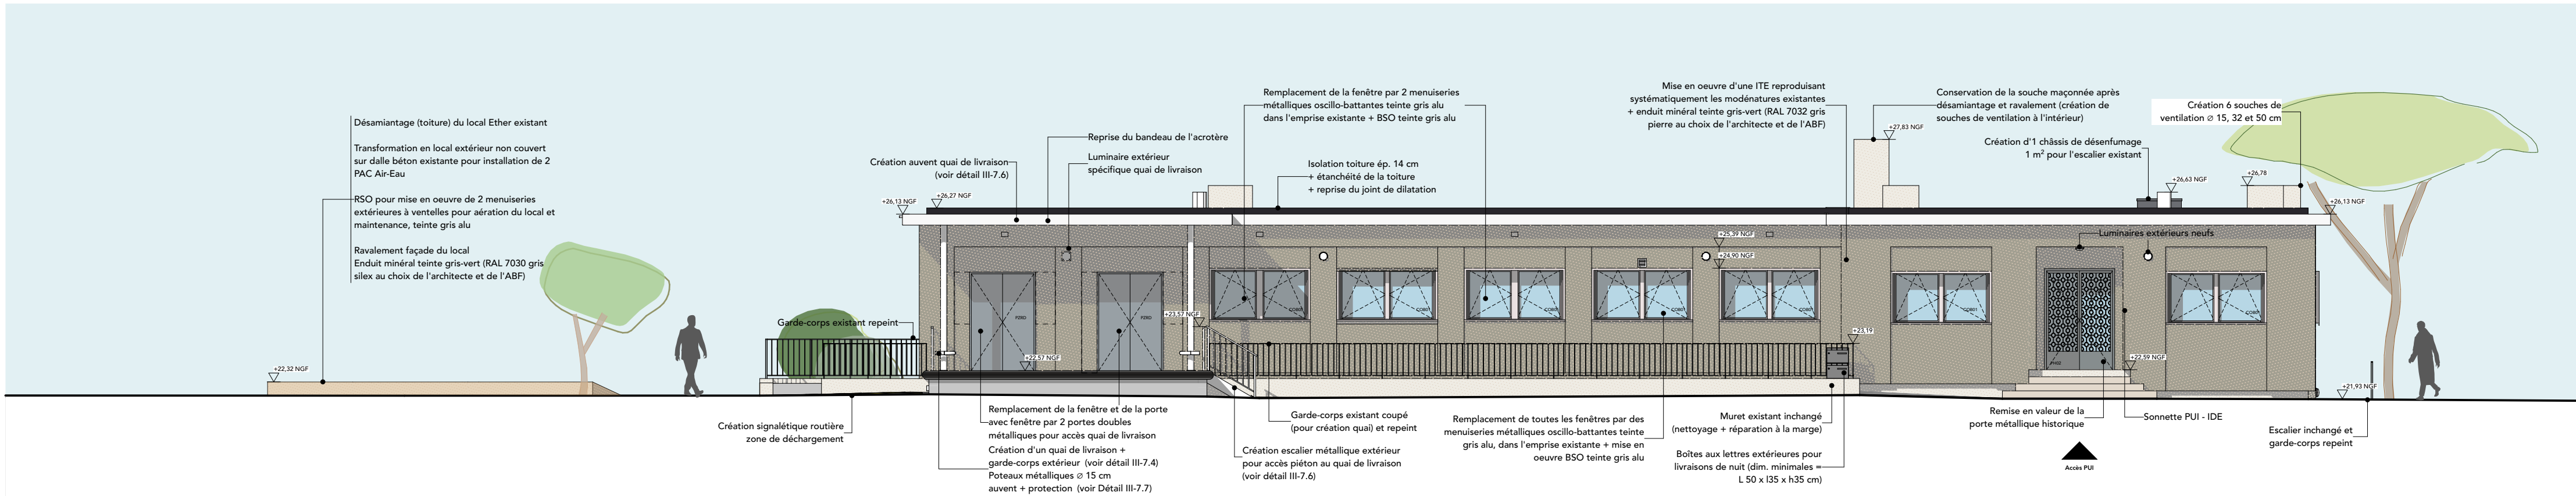 Désamiantage (toiture) du local Ether existant
Transformation en local extérieur non couvert
sur dalle béton existante pour installation de 2
PAC Air-Eau
RSO pour mise en oeuvre de 2 menuiseries
extérieures à ventelles pour aération du local et
maintenance, teinte gris alu
Ravalement façade du local
Enduit minéral teinte gris-vert (RAL 7030 gris
silex au choix de l'architecte et de l'ABF)
+22,32 NGF
Garde-corps existant repeint
Création signalétique routière
zone de déchargement
Création auvent quai de livraison
(voir détail III-7.6)
+26,13 NGF
+26,27 NGF
Reprise du bandeau de l'acrotère
Luminaire extérieur
spécifique quai de livraison
Remplacement de la fenêtre par 2 menuiseries
métalliques oscillo-battantes teinte gris alu
dans l'emprise existante + BSO teinte gris alu
Isolation toiture ép. 14 cm
+ étanchéité de la toiture
+ reprise du joint de dilatation
Mise en oeuvre d'une ITE reproduisant
systématiquement les modénatures existantes
+ enduit minéral teinte gris-vert (RAL 7032 gris
pierre au choix de l'architecte et de l'ABF)
+27,83 NGF
Conservation de la souche maçonnée après
désamiantage et ravalement (création de
souches de ventilation à l'intérieur)
Création d'1 châssis de désenfumage
1 m² pour l'escalier existant
Création 6 souches de
ventilation ∅ 15, 32 et 50 cm
+26,63 NGF
+26,78
+26,13 NGF
Luminaires extérieurs neufs
+25,39 NGF
+24,90 NGF
+23,57 NGF
+22,57 NGF
+23,19
+22,59 NGF
+21,93 NGF
Remplacement de la fenêtre et de la porte
avec fenêtre par 2 portes doubles
métalliques pour accès quai de livraison
Création d'un quai de livraison +
garde-corps extérieur (voir détail III-7.4)
Poteaux métalliques ∅ 15 cm
auvent + protection (voir Détail III-7.7)
Création escalier métallique extérieur
pour accès piéton au quai de livraison
(voir détail III-7.6)
Garde-corps existant coupé
(pour création quai) et repeint
Remplacement de toutes les fenêtres par des
menuiseries métalliques oscillo-battantes teinte
gris alu, dans l'emprise existante + mise en
oeuvre BSO teinte gris alu
Muret existant inchangé
(nettoyage + réparation à la marge)
Boîtes aux lettres extérieures pour
livraisons de nuit (dim. minimales =
L 50 x l35 x h35 cm)
Remise en valeur de la
porte métallique historique
Sonnette PUI - IDE
Accès PUI
Escalier inchangé et
garde-corps repeint